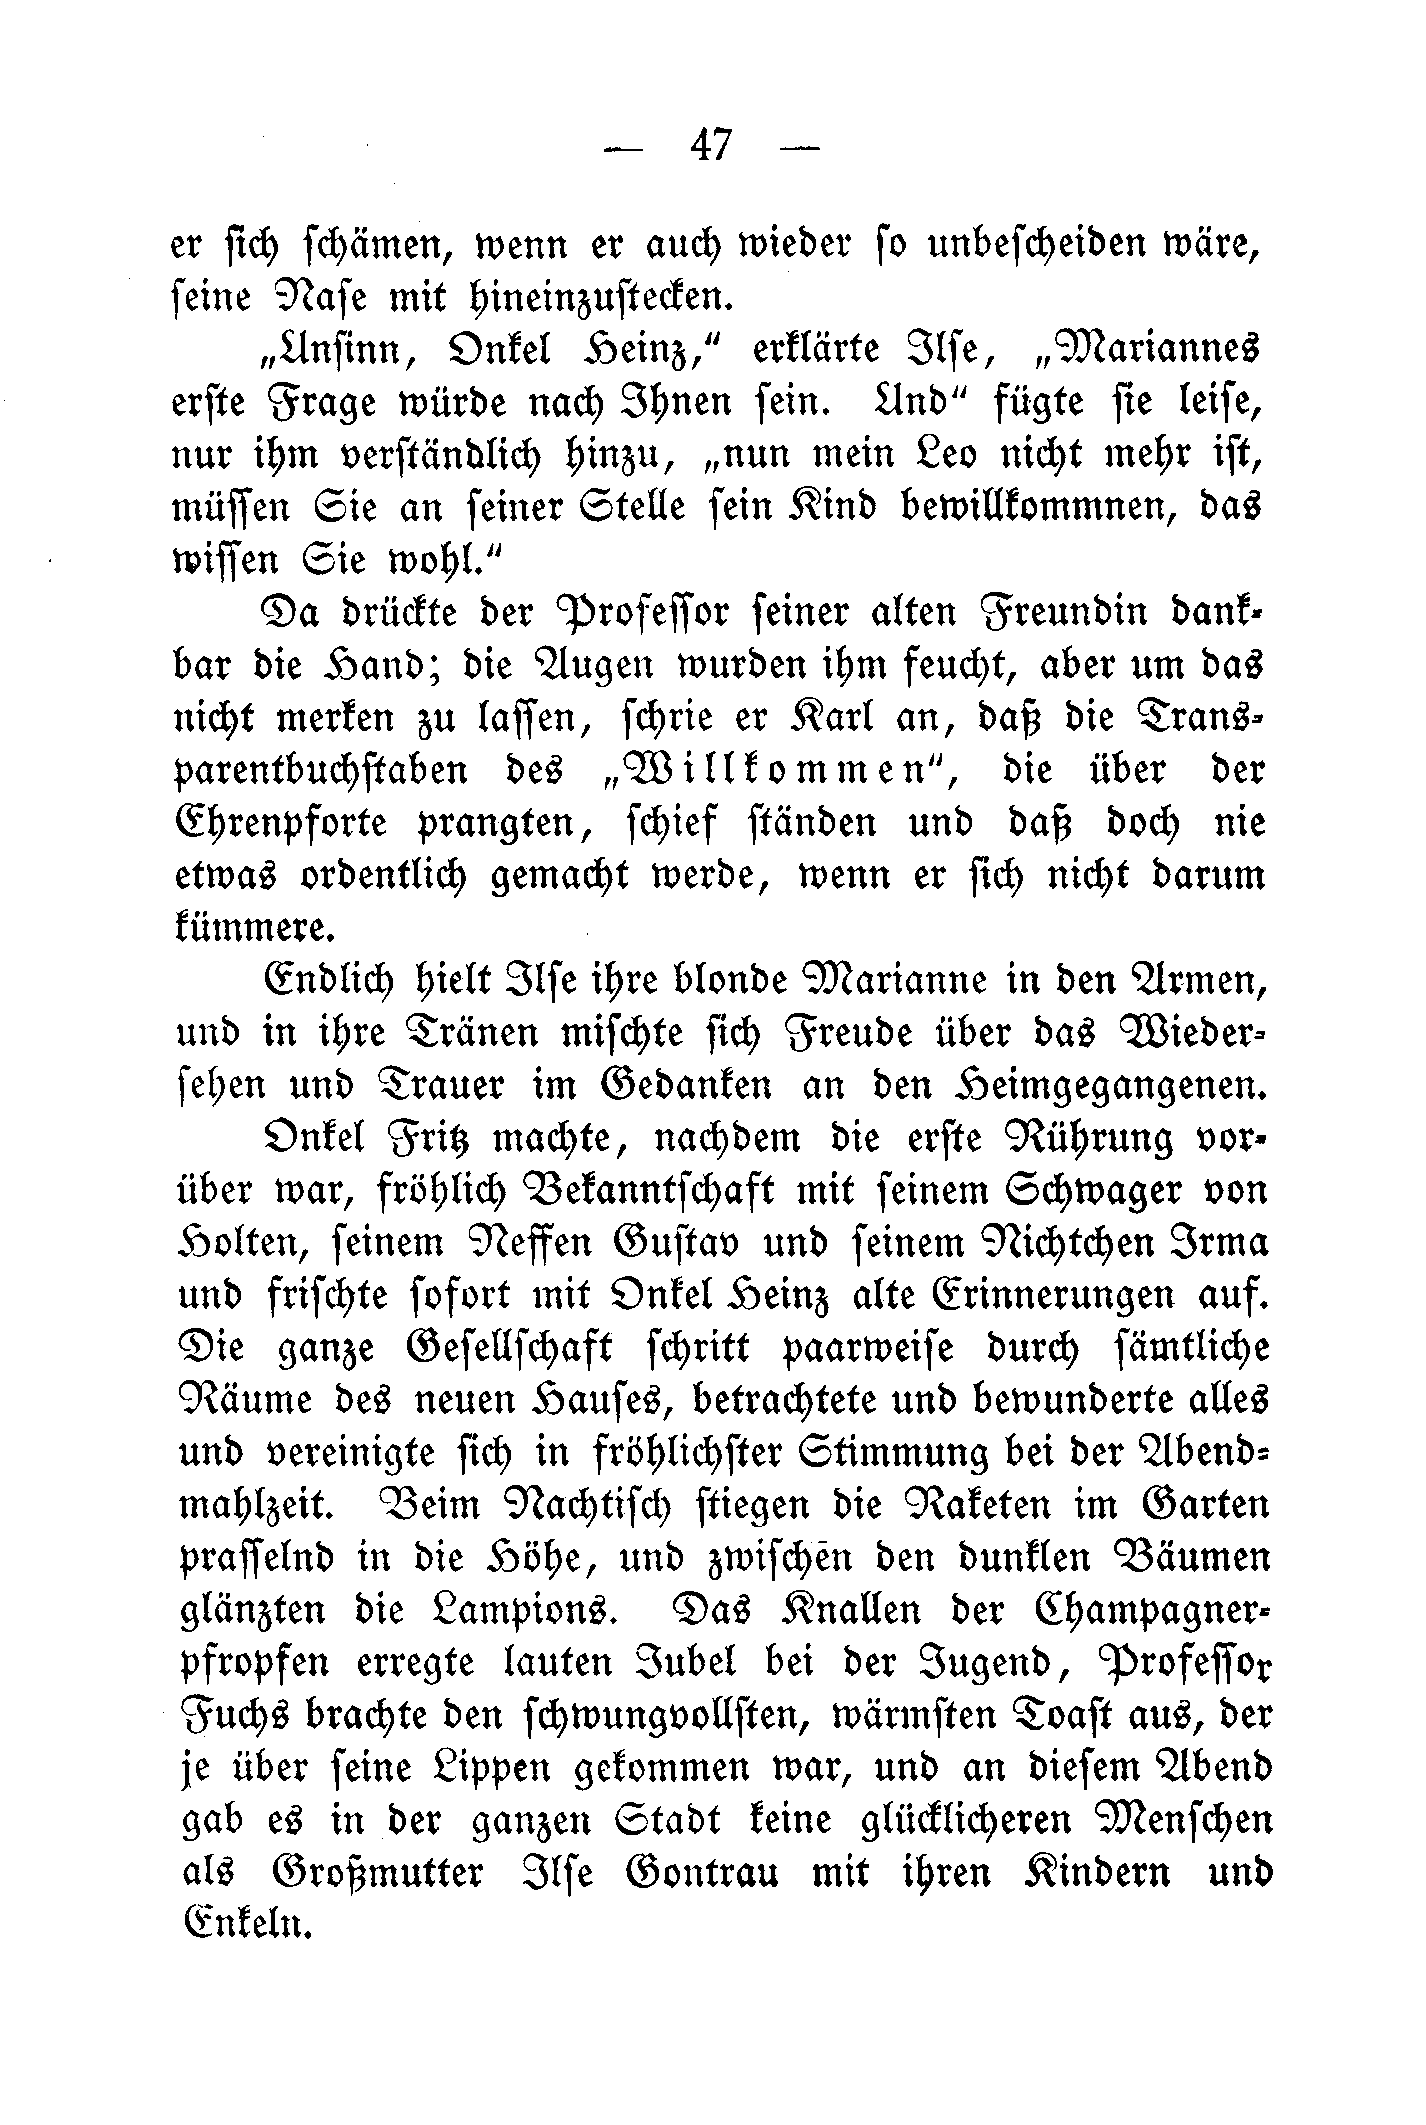 — 47 —
er sich schämen, wenn er auch wieder so unbescheiden wäre,
seine Nase mit hineinzustecken.
„Unsinn, Onkel Heinz,“ erklärte Ilse, „Mariannes
erste Frage würde nach Ihnen sein. Und“ fügte sie leise,
nur ihm verständlich hinzu, „nun mein Leo nicht mehr ist,
müssen Sie an seiner Stelle sein Kind bewillkommnen, das
wissen Sie wohl.“
Da drückte der Professor seiner alten Freundin dank-
bar die Hand; die Augen wurden ihm feucht, aber um das
nicht merken zu lassen, schrie er Karl an, daß die Trans-
parentbuchstaben des „Willkommen“, die über der
Ehrenpforte prangten, schief ständen und daß doch nie
etwas ordentlich gemacht werde, wenn er sich nicht darum
kümmere.
Endlich hielt Ilse ihre blonde Marianne in den Armen,
und in ihre Tränen mischte sich Freude über das Wieder-
sehen und Trauer im Gedanken an den Heimgegangenen.
Onkel Fritz machte, nachdem die erste Rührung vor-
über war, fröhlich Bekanntschaft mit seinem Schwager von
Holten, seinem Neffen Gustav und seinem Nichtchen Irma
und frischte sofort mit Onkel Heinz alte Erinnerungen auf.
Die ganze Gesellschaft schritt paarweise durch sämtliche
Räume des neuen Hauses, betrachtete und bewunderte alles
und vereinigte sich in fröhlichster Stimmung bei der Abend-
mahlzeit. Beim Nachtisch stiegen die Raketen im Garten
prasselnd in die Höhe, und zwischen den dunklen Bäumen
glänzten die Lampions. Das Knallen der Champagner-
pfropfen erregte lauten Jubel bei der Jugend, Professor
Fuchs brachte den schwungvollsten, wärmsten Toast aus, der
je über seine Lippen gekommen war, und an diesem Abend
gab es in der ganzen Stadt keine glücklicheren Menschen
als Großmutter Ilse Gontrau mit ihren Kindern und
Enkeln.